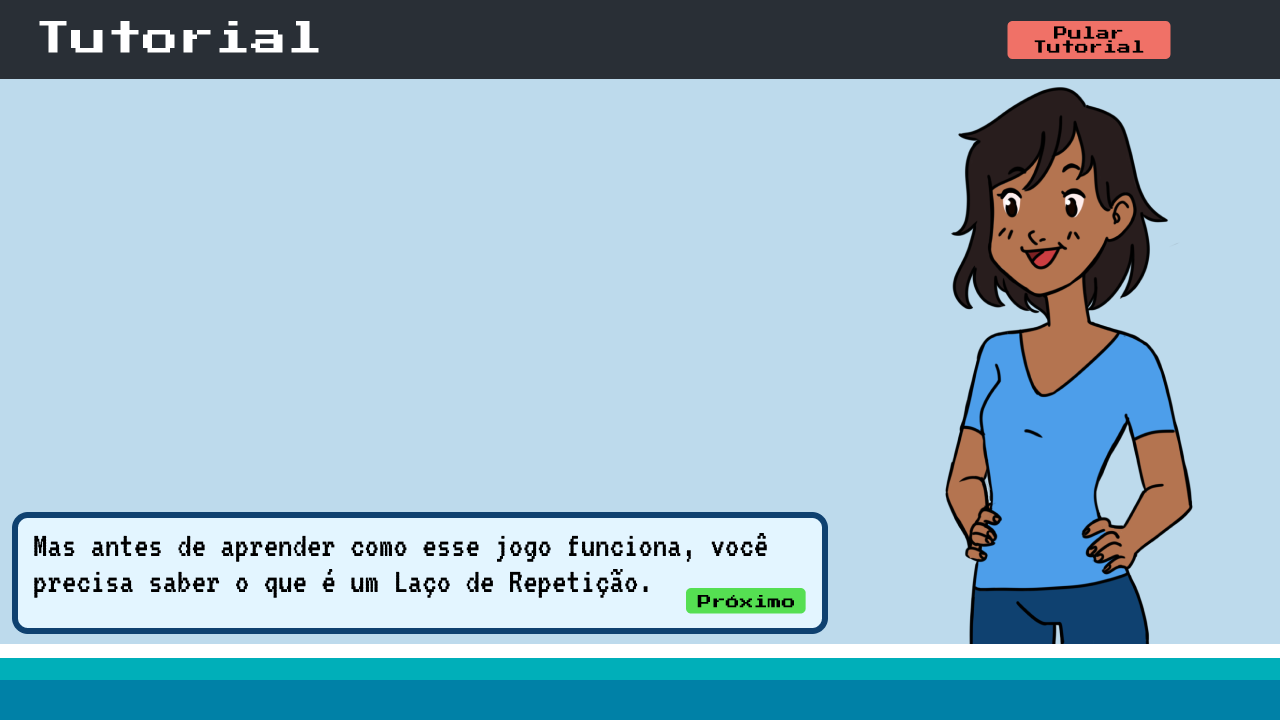 Tutorial
Pular
Tutorial
Mas antes de aprender como esse jogo funciona, você
precisa saber o que é um Laço de Repetição.
Próximo